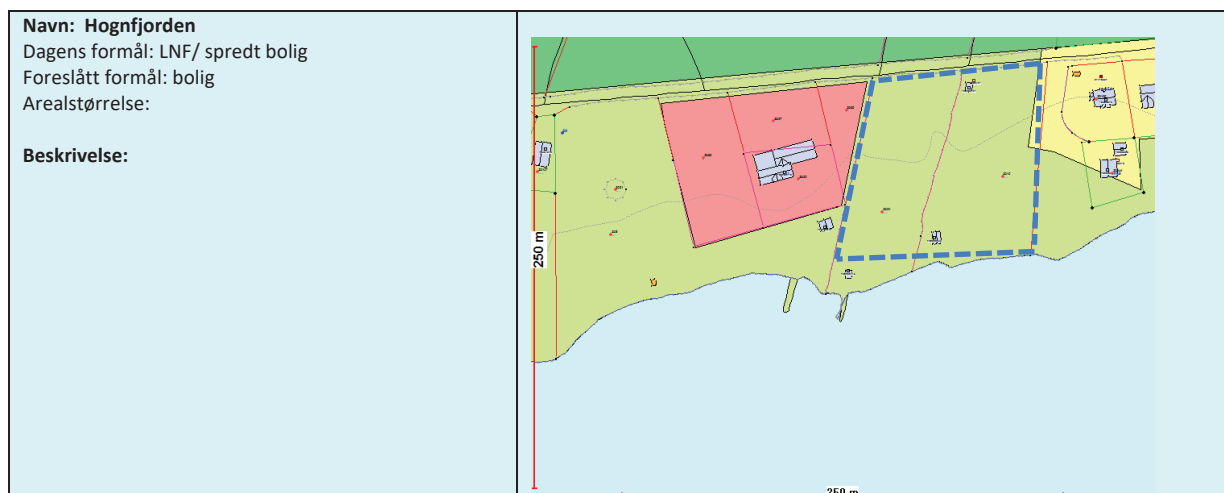 Navn: Hognfjorden
Dagens formål: LNF/ spredt bolig
Foreslått formål: bolig
Arealstørrelse:
Beskrivelse:
250 m
250 m